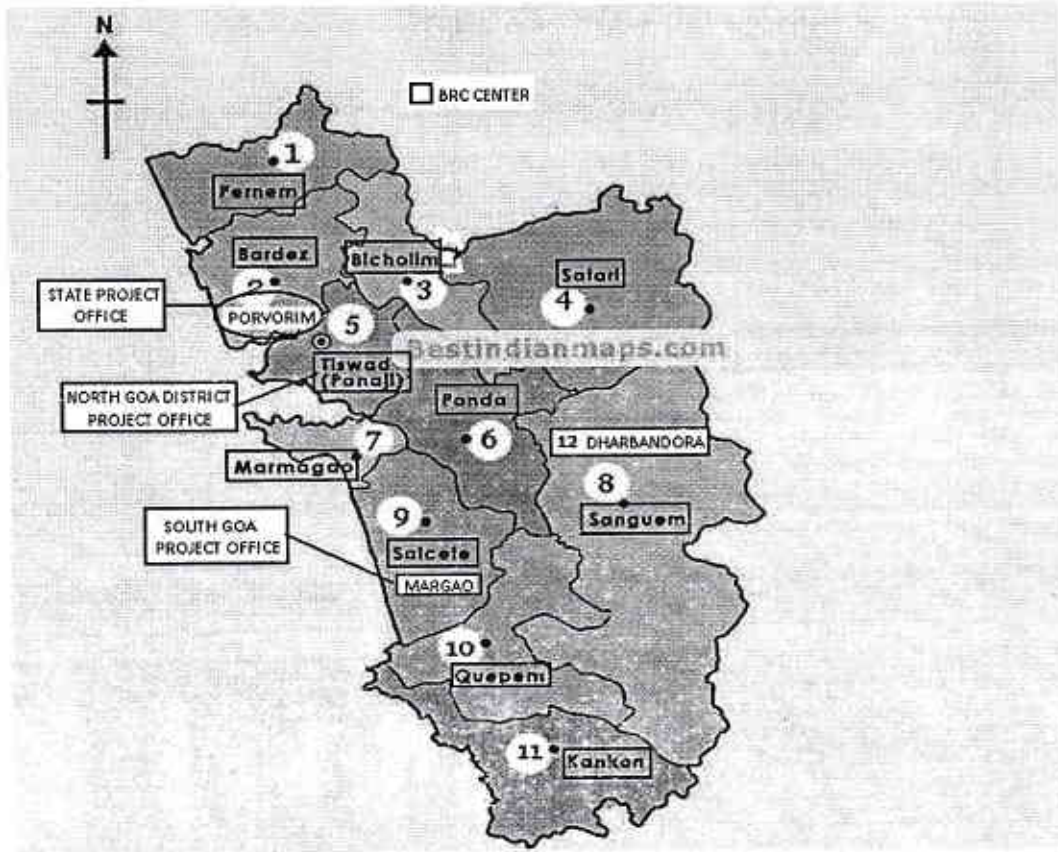 N
BRC CENTER
1
Pernem
Bardez
Bicholim
Satari
2
3
4
STATE PROJECT
OFFICE
PORVORIM
5
Bestindianmaps.com
Tiswad
(Panaji)
NORTH GOA DISTRICT
PROJECT OFFICE
Ponda
7
6
12 DHARBANDORA
Marmagao
8
Sanguem
9
SOUTH GOA
PROJECT OFFICE
Salcete
MARGAO
10
Quepem
11
Kankon